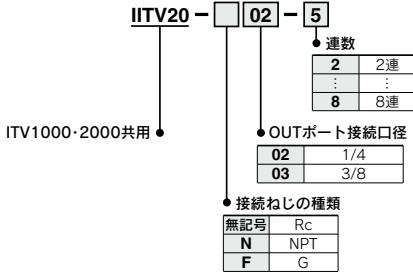 IITV20 − 02 − 5
連数
2 2連
⋮ ⋮
8 8連
ITV1000·2000共用
OUTポート接続口径
02 1/4
03 3/8
接続ねじの種類
無記号 Rc
N NPT
F G